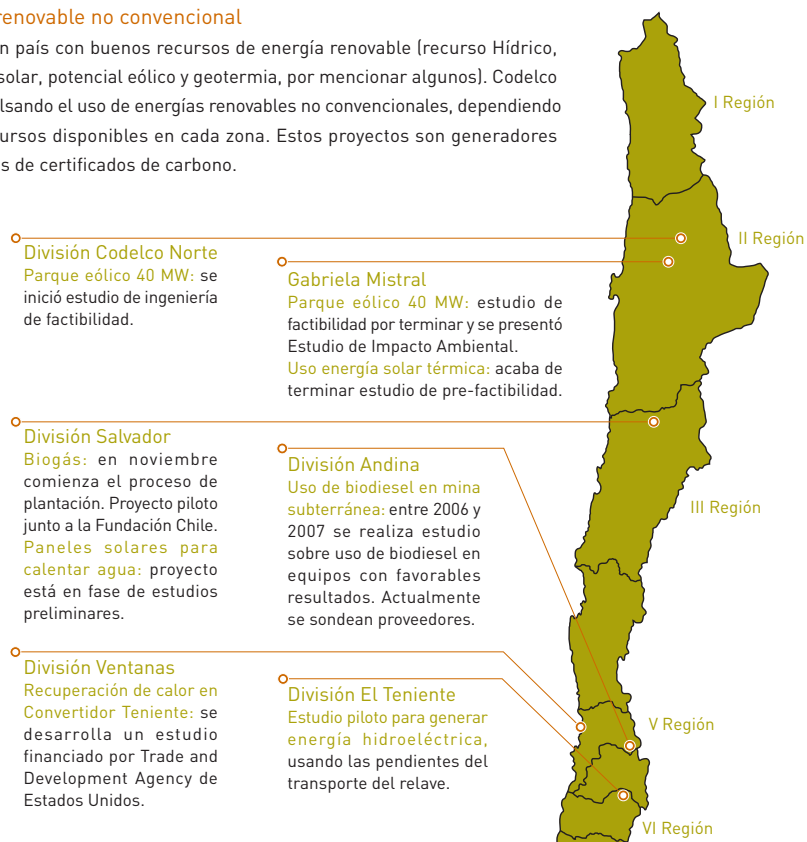 renovable no convencional
n país con buenos recursos de energía renovable (recurso Hídrico,
solar, potencial eólico y geotermia, por mencionar algunos). Codelco
lsando el uso de energías renovables no convencionales, dependiendo
ursos disponibles en cada zona. Estos proyectos son generadores
s de certificados de carbono.
I Región
II Región
División Codelco Norte
Parque eólico 40 MW: se
inició estudio de ingeniería
de factibilidad.
Gabriela Mistral
Parque eólico 40 MW: estudio de
factibilidad por terminar y se presentó
Estudio de Impacto Ambiental.
Uso energía solar térmica: acaba de
terminar estudio de pre-factibilidad.
División Salvador
Biogás: en noviembre
comienza el proceso de
plantación. Proyecto piloto
junto a la Fundación Chile.
Paneles solares para
calentar agua: proyecto
está en fase de estudios
preliminares.
División Andina
Uso de biodiesel en mina
subterránea: entre 2006 y
2007 se realiza estudio
sobre uso de biodiesel en
equipos con favorables
resultados. Actualmente
se sondean proveedores.
III Región
División Ventanas
Recuperación de calor en
Convertidor Teniente: se
desarrolla un estudio
financiado por Trade and
Development Agency de
Estados Unidos.
División El Teniente
Estudio piloto para generar
energía hidroeléctrica,
usando las pendientes del
transporte del relave.
V Región
VI Región